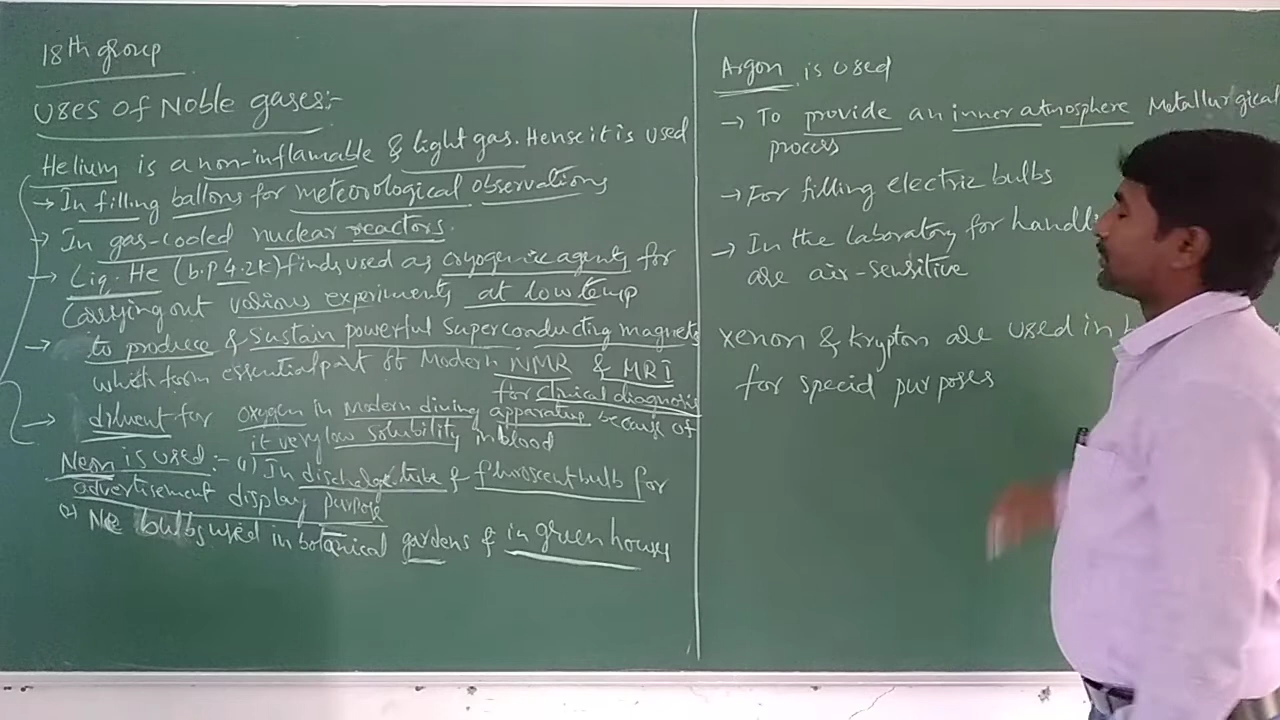 18th group
Uses of Noble gases:-
Helium is a non-inflamable & light gas. Hense it is used
→ In filling ballons for meteorological observations
→ In gas-cooled nuclear reactors.
→ Liq. He (b.p 4.2K) finds used as cryogenic agents for
Carrying out various experiments at low temp
→ to produce & sustain powerful superconducting magnets
which form essential part of Modern NMR & MRI
for clinical diagnosis
→ diluent for oxygen in Modern diving apparatus because of
it very low solubility in blood
Neon is used:- (1) In discharge tube & fluroscent bulb for
advertisement display purpose
(2) Ne bulbs used in botanical gardens & in green houses
Argon is used
→ To provide an inner atmosphere Metallurgical
process
→ For filling electric bulbs
→ In the laboratory for
are air-sensitive
Xenon & Krypton are used in
for special purposes